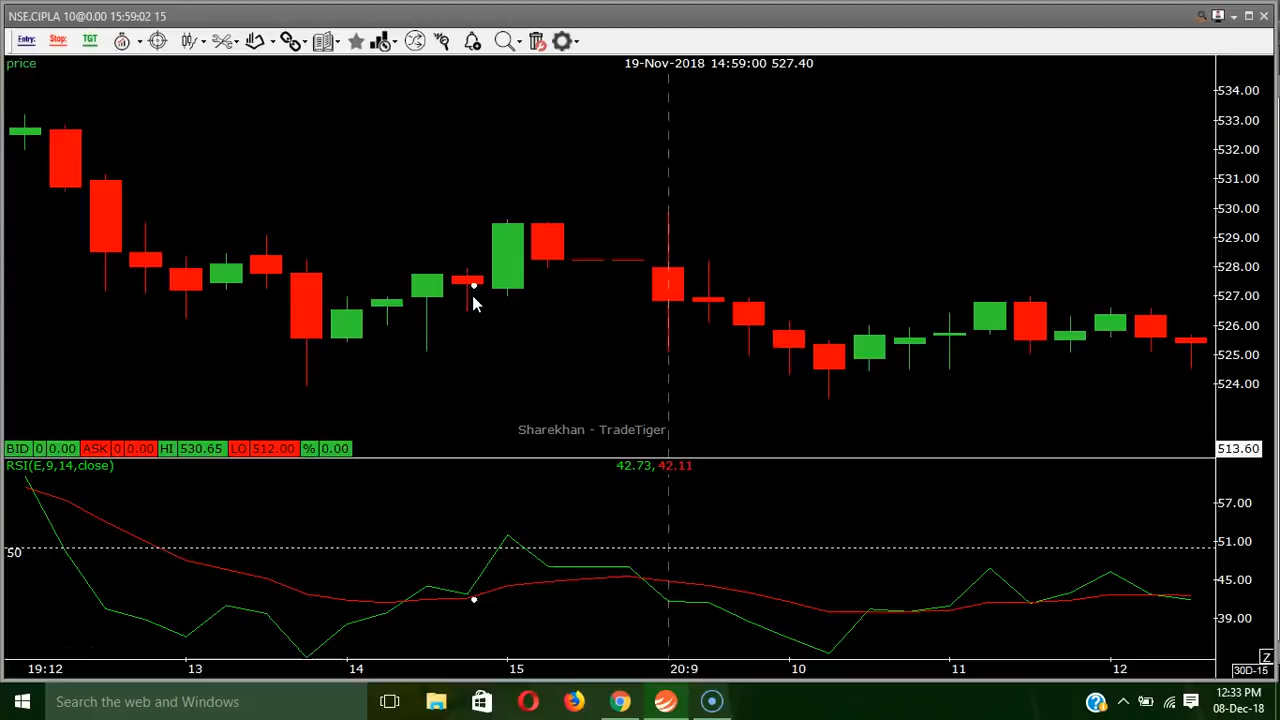 NSE.CIPLA 10@0.00 15:59:02 15
Entry: Stop: TGT
price
19-Nov-2018 14:59:00 527.40
534.00
533.00
532.00
531.00
530.00
529.00
528.00
527.00
526.00
525.00
524.00
Sharekhan - TradeTiger
BID 0 0.00 ASK 0 0.00 HI 530.65 LO 512.00 % 0.00
513.60
RSI(E,9,14,close)
42.73, 42.11
57.00
50
51.00
45.00
39.00
19:12 13 14 15 20:9 10 11 12
Z
30D-15
Search the web and Windows
12:33 PM
08-Dec-18